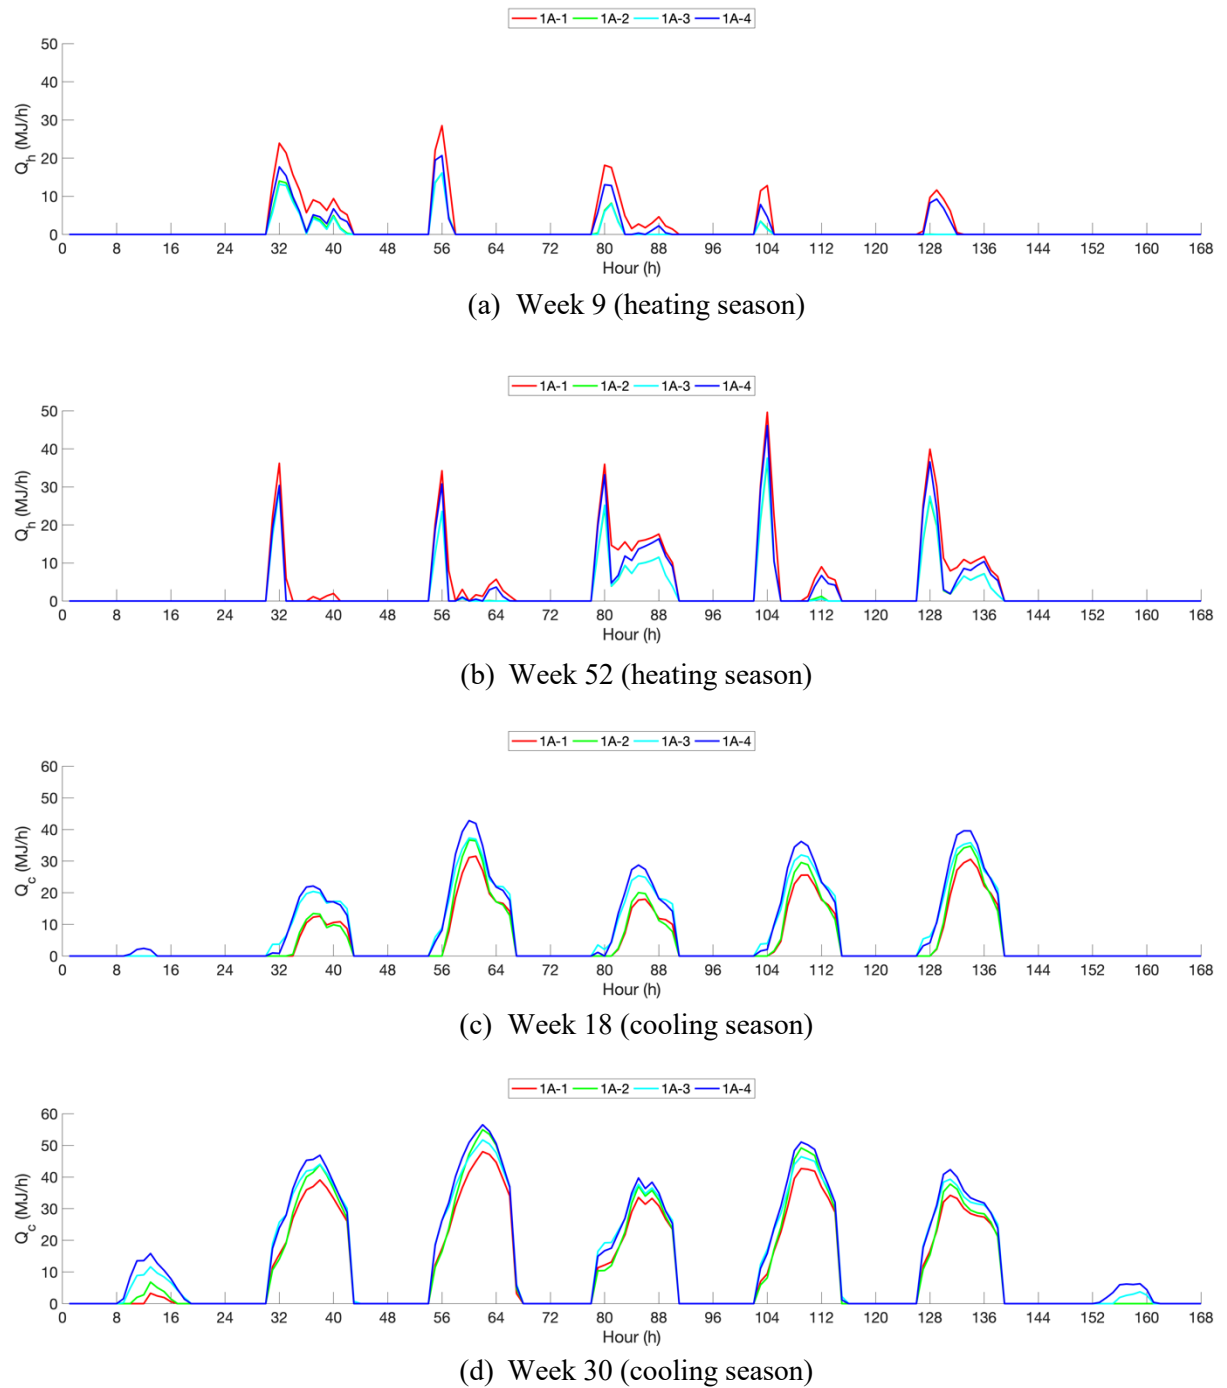 1A-1 1A-2 1A-3 1A-4
50
40
30
20
10
0
Q_h (MJ/h)
0 8 16 24 32 40 48 56 64 72 80 88 96 104 112 120 128 136 144 152 160 168
Hour (h)
(a) Week 9 (heating season)
1A-1 1A-2 1A-3 1A-4
50
40
30
20
10
0
Q_h (MJ/h)
0 8 16 24 32 40 48 56 64 72 80 88 96 104 112 120 128 136 144 152 160 168
Hour (h)
(b) Week 52 (heating season)
1A-1 1A-2 1A-3 1A-4
60
50
40
30
20
10
0
Q_c (MJ/h)
0 8 16 24 32 40 48 56 64 72 80 88 96 104 112 120 128 136 144 152 160 168
Hour (h)
(c) Week 18 (cooling season)
1A-1 1A-2 1A-3 1A-4
60
50
40
30
20
10
0
Q_c (MJ/h)
0 8 16 24 32 40 48 56 64 72 80 88 96 104 112 120 128 136 144 152 160 168
Hour (h)
(d) Week 30 (cooling season)